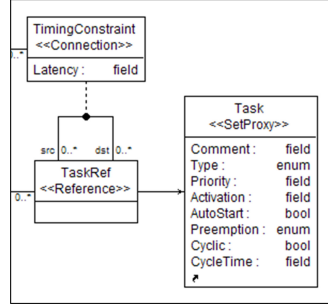 TimingConstraint
<<Connection>>
0..*
Latency : field
src 0..* dst 0..*
TaskRef
<<Reference>>
0..*
Task
<<SetProxy>>
Comment : field
Type : enum
Priority : field
Activation : field
AutoStart : bool
Preemption : enum
Cyclic : bool
CycleTime : field